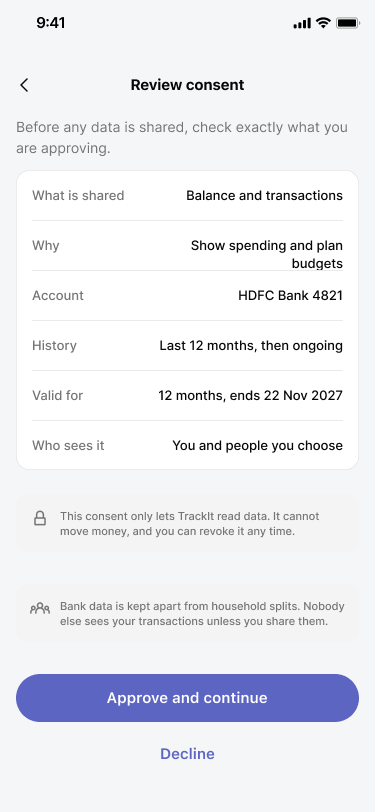 9:41
Review consent
Before any data is shared, check exactly what you
are approving.
What is shared Balance and transactions
Why Show spending and plan
budgets
Account HDFC Bank 4821
History Last 12 months, then ongoing
Valid for 12 months, ends 22 Nov 2027
Who sees it You and people you choose
This consent only lets TrackIt read data. It cannot
move money, and you can revoke it any time.
Bank data is kept apart from household splits. Nobody
else sees your transactions unless you share them.
Approve and continue
Decline